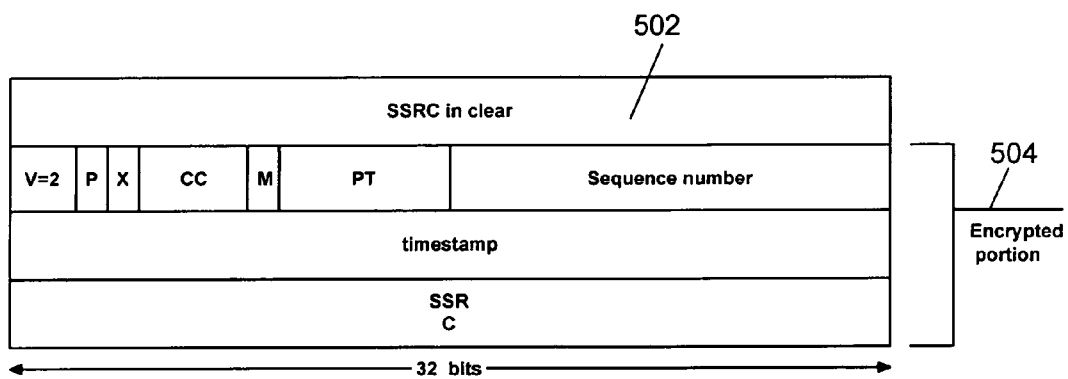 502
SSRC in clear
V=2 P X CC M PT Sequence number
504
Encrypted
portion
timestamp
SSR
C
32 bits